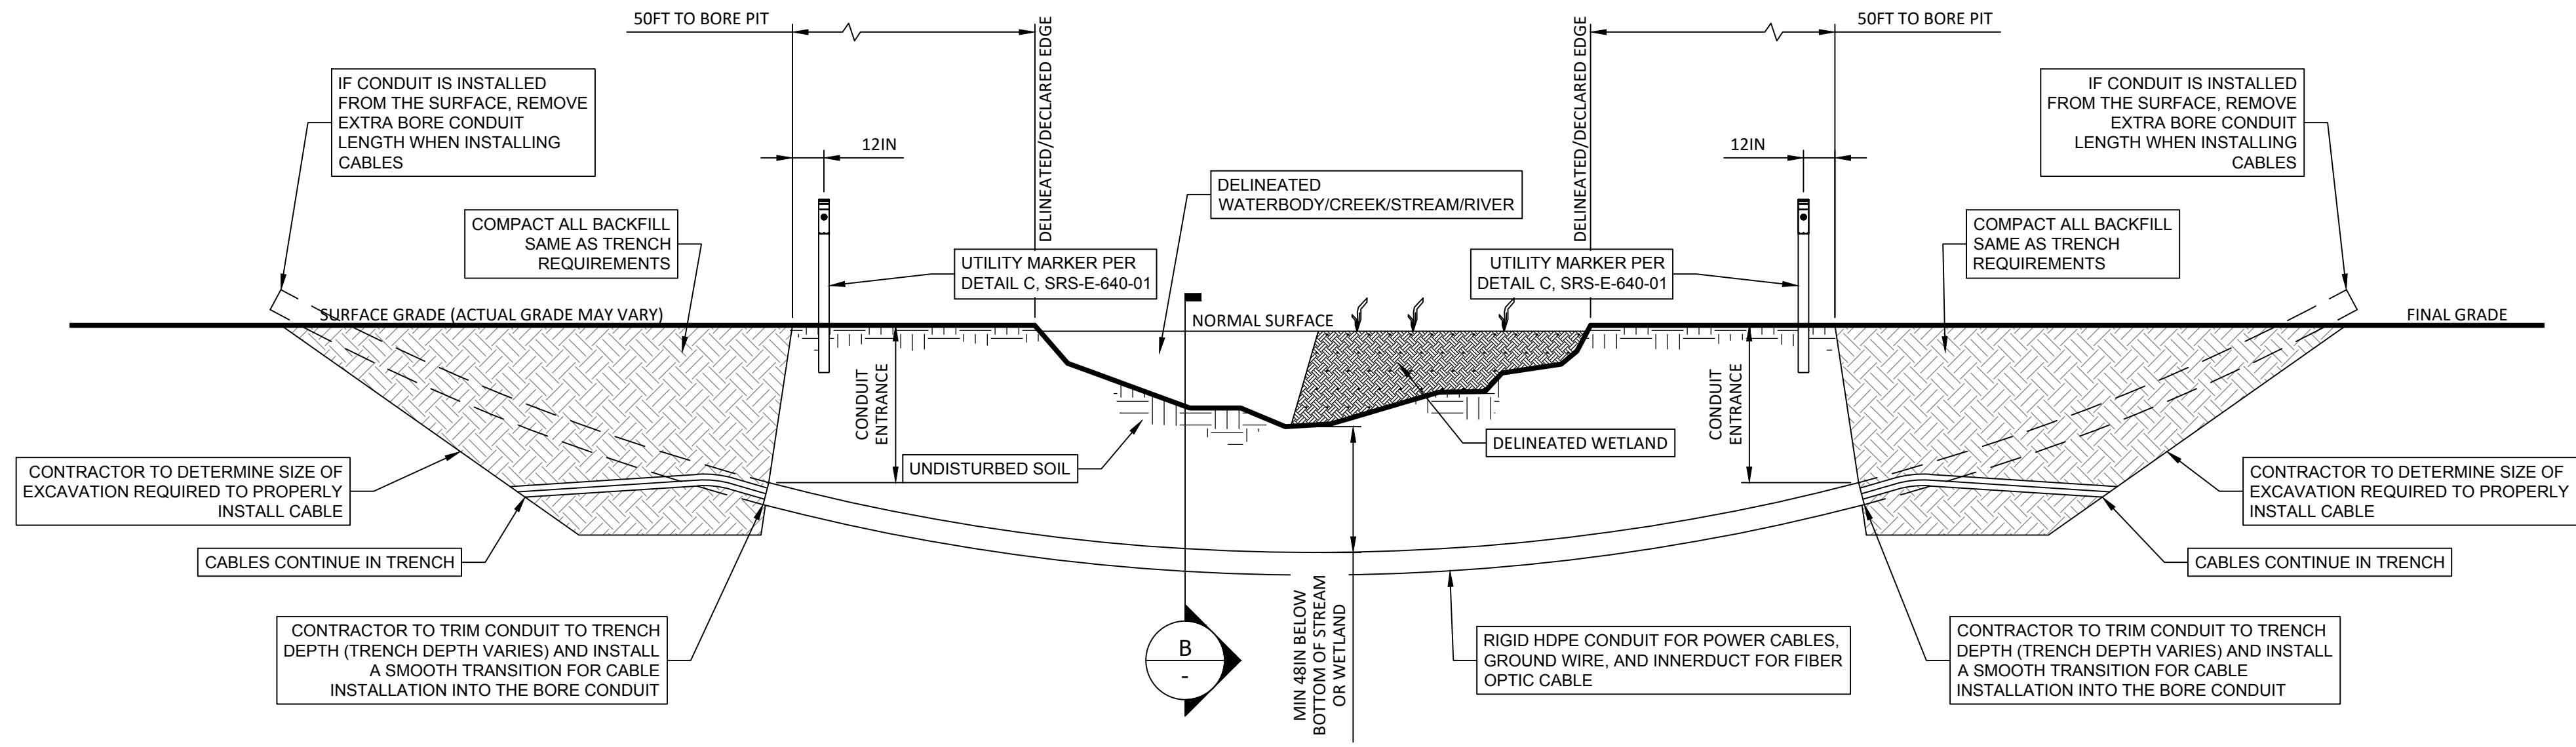 50FT TO BORE PIT
DELINEATED/DECLARED EDGE
DELINEATED/DECLARED EDGE
50FT TO BORE PIT
IF CONDUIT IS INSTALLED
FROM THE SURFACE, REMOVE
EXTRA BORE CONDUIT
LENGTH WHEN INSTALLING
CABLES
IF CONDUIT IS INSTALLED
FROM THE SURFACE, REMOVE
EXTRA BORE CONDUIT
LENGTH WHEN INSTALLING
CABLES
12IN
12IN
DELINEATED
WATERBODY/CREEK/STREAM/RIVER
COMPACT ALL BACKFILL
SAME AS TRENCH
REQUIREMENTS
COMPACT ALL BACKFILL
SAME AS TRENCH
REQUIREMENTS
UTILITY MARKER PER
DETAIL C, SRS-E-640-01
UTILITY MARKER PER
DETAIL C, SRS-E-640-01
SURFACE GRADE (ACTUAL GRADE MAY VARY)
NORMAL SURFACE
FINAL GRADE
CONDUIT
ENTRANCE
CONDUIT
ENTRANCE
DELINEATED WETLAND
UNDISTURBED SOIL
CONTRACTOR TO DETERMINE SIZE OF
EXCAVATION REQUIRED TO PROPERLY
INSTALL CABLE
CONTRACTOR TO DETERMINE SIZE OF
EXCAVATION REQUIRED TO PROPERLY
INSTALL CABLE
CABLES CONTINUE IN TRENCH
CABLES CONTINUE IN TRENCH
CONTRACTOR TO TRIM CONDUIT TO TRENCH
DEPTH (TRENCH DEPTH VARIES) AND INSTALL
A SMOOTH TRANSITION FOR CABLE
INSTALLATION INTO THE BORE CONDUIT
B
-
MIN 48IN BELOW
BOTTOM OF STREAM
OR WETLAND
RIGID HDPE CONDUIT FOR POWER CABLES,
GROUND WIRE, AND INNERDUCT FOR FIBER
OPTIC CABLE
CONTRACTOR TO TRIM CONDUIT TO TRENCH
DEPTH (TRENCH DEPTH VARIES) AND INSTALL
A SMOOTH TRANSITION FOR CABLE
INSTALLATION INTO THE BORE CONDUIT